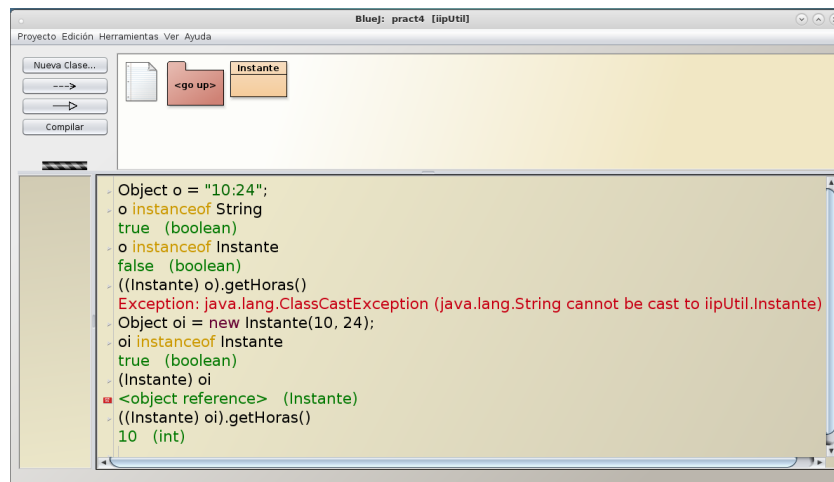 BlueJ: pract4 [iipUtil]
Proyecto Edición Herramientas Ver Ayuda
Nueva Clase...
<go up>
Instante
Compilar
Object o = "10:24";
o instanceof String
true (boolean)
o instanceof Instante
false (boolean)
((Instante) o).getHoras()
Exception: java.lang.ClassCastException (java.lang.String cannot be cast to iipUtil.Instante)
Object oi = new Instante(10, 24);
oi instanceof Instante
true (boolean)
(Instante) oi
<object reference> (Instante)
((Instante) oi).getHoras()
10 (int)